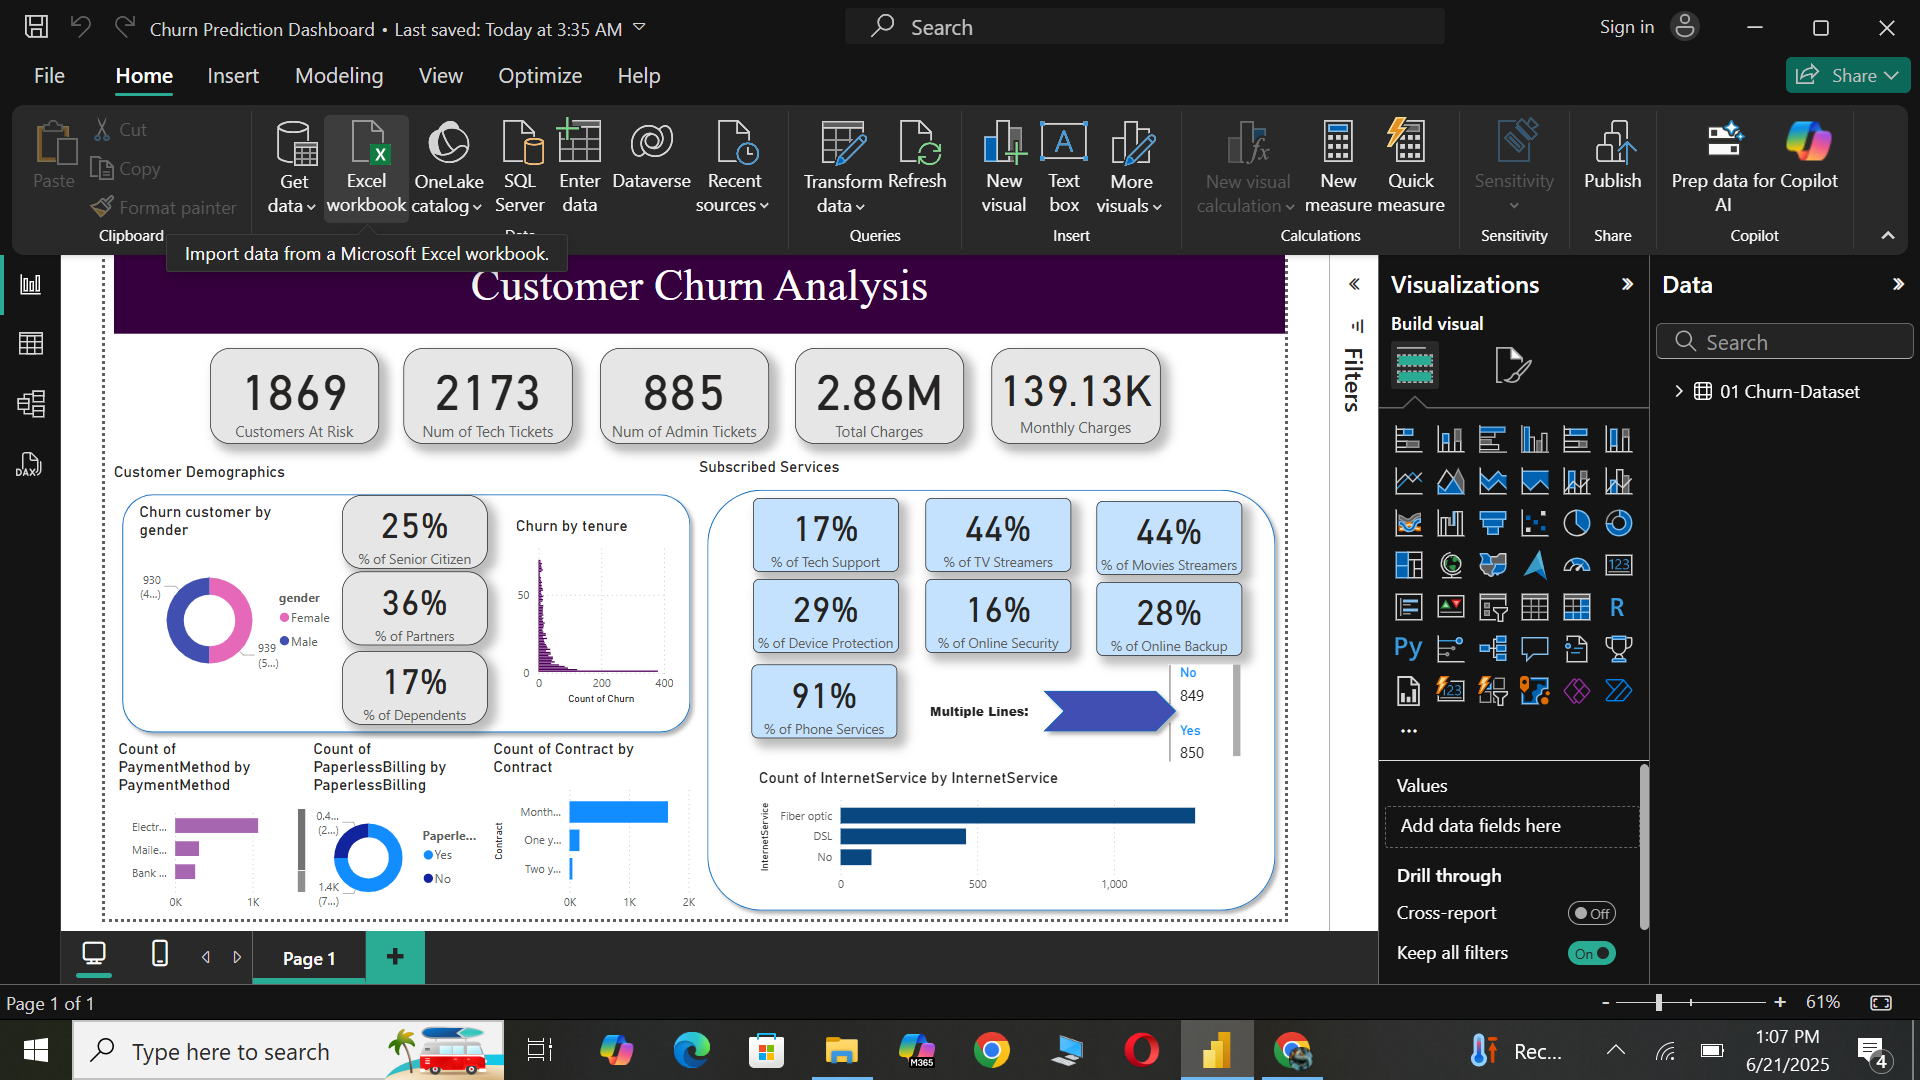 Churn Prediction Dashboard • Last saved: Today at 3:35 AM
Search
Sign in
File
Home
Insert
Modeling
View
Optimize
Help
Share
Paste
Cut
Copy
Format painter
Clipboard
Get data
Excel workbook
OneLake catalog
SQL Server
Enter data
Dataverse
Recent sources
Transform data
Refresh
Queries
New visual
Text box
More visuals
Insert
New visual calculation
New measure
Quick measure
Calculations
Sensitivity
Sensitivity
Publish
Share
Prep data for AI
Copilot
Copilot
Import data from a Microsoft Excel workbook.
Customer Churn Analysis
1869
Customers At Risk
2173
Num of Tech Tickets
885
Num of Admin Tickets
2.86M
Total Charges
139.13K
Monthly Charges
Customer Demographics
Churn customer by
gender
930
(4...)
939
(5...)
gender
Female
Male
25%
% of Senior Citizen
36%
% of Partners
17%
% of Dependents
Churn by tenure
50
0
0
200
400
Count of Churn
Count of
PaymentMethod by
PaymentMethod
Electr...
Maile...
Bank ...
0K
1K
Count of
PaperlessBilling by
PaperlessBilling
0.4...
(2...)
1.4K
(7...)
Paperle...
Yes
No
Count of Contract by
Contract
Contract
Month...
One y...
Two y...
0K
1K
2K
Subscribed Services
17%
% of Tech Support
44%
% of TV Streamers
44%
% of Movies Streamers
29%
% of Device Protection
16%
% of Online Security
28%
% of Online Backup
91%
% of Phone Services
Multiple Lines:
No
849
Yes
850
Count of InternetService by InternetService
InternetService
Fiber optic
DSL
No
0
500
1,000
Filters
Visualizations
Build visual
123
R
Py
123
Values
Add data fields here
Drill through
Cross-report
Off
Keep all filters
On
Data
Search
01 Churn-Dataset
DAX
Page 1
Page 1 of 1
61%
Type here to search
M365
Rec...
1:07 PM
6/21/2025
4